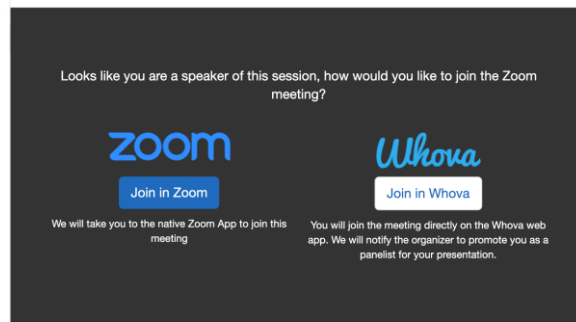 Looks like you are a speaker of this session, how would you like to join the Zoom
meeting?
zoom
Join in Zoom
We will take you to the native Zoom App to join this
meeting
Whova
Join in Whova
You will join the meeting directly on the Whova web
app. We will notify the organizer to promote you as a
panelist for your presentation.